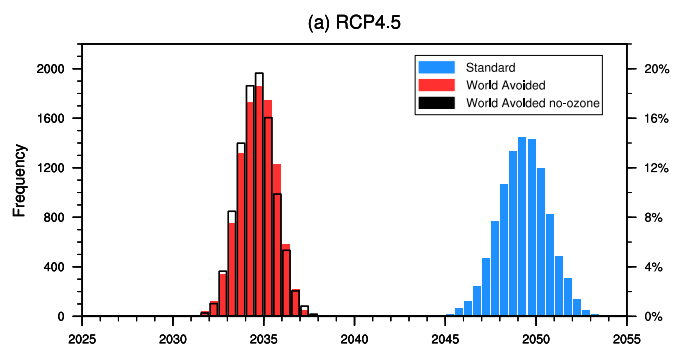 (a) RCP4.5
Frequency
2000
1600
1200
800
400
0
20%
16%
12%
8%
4%
0%
Standard
World Avoided
World Avoided no-ozone
2025 2030 2035 2040 2045 2050 2055